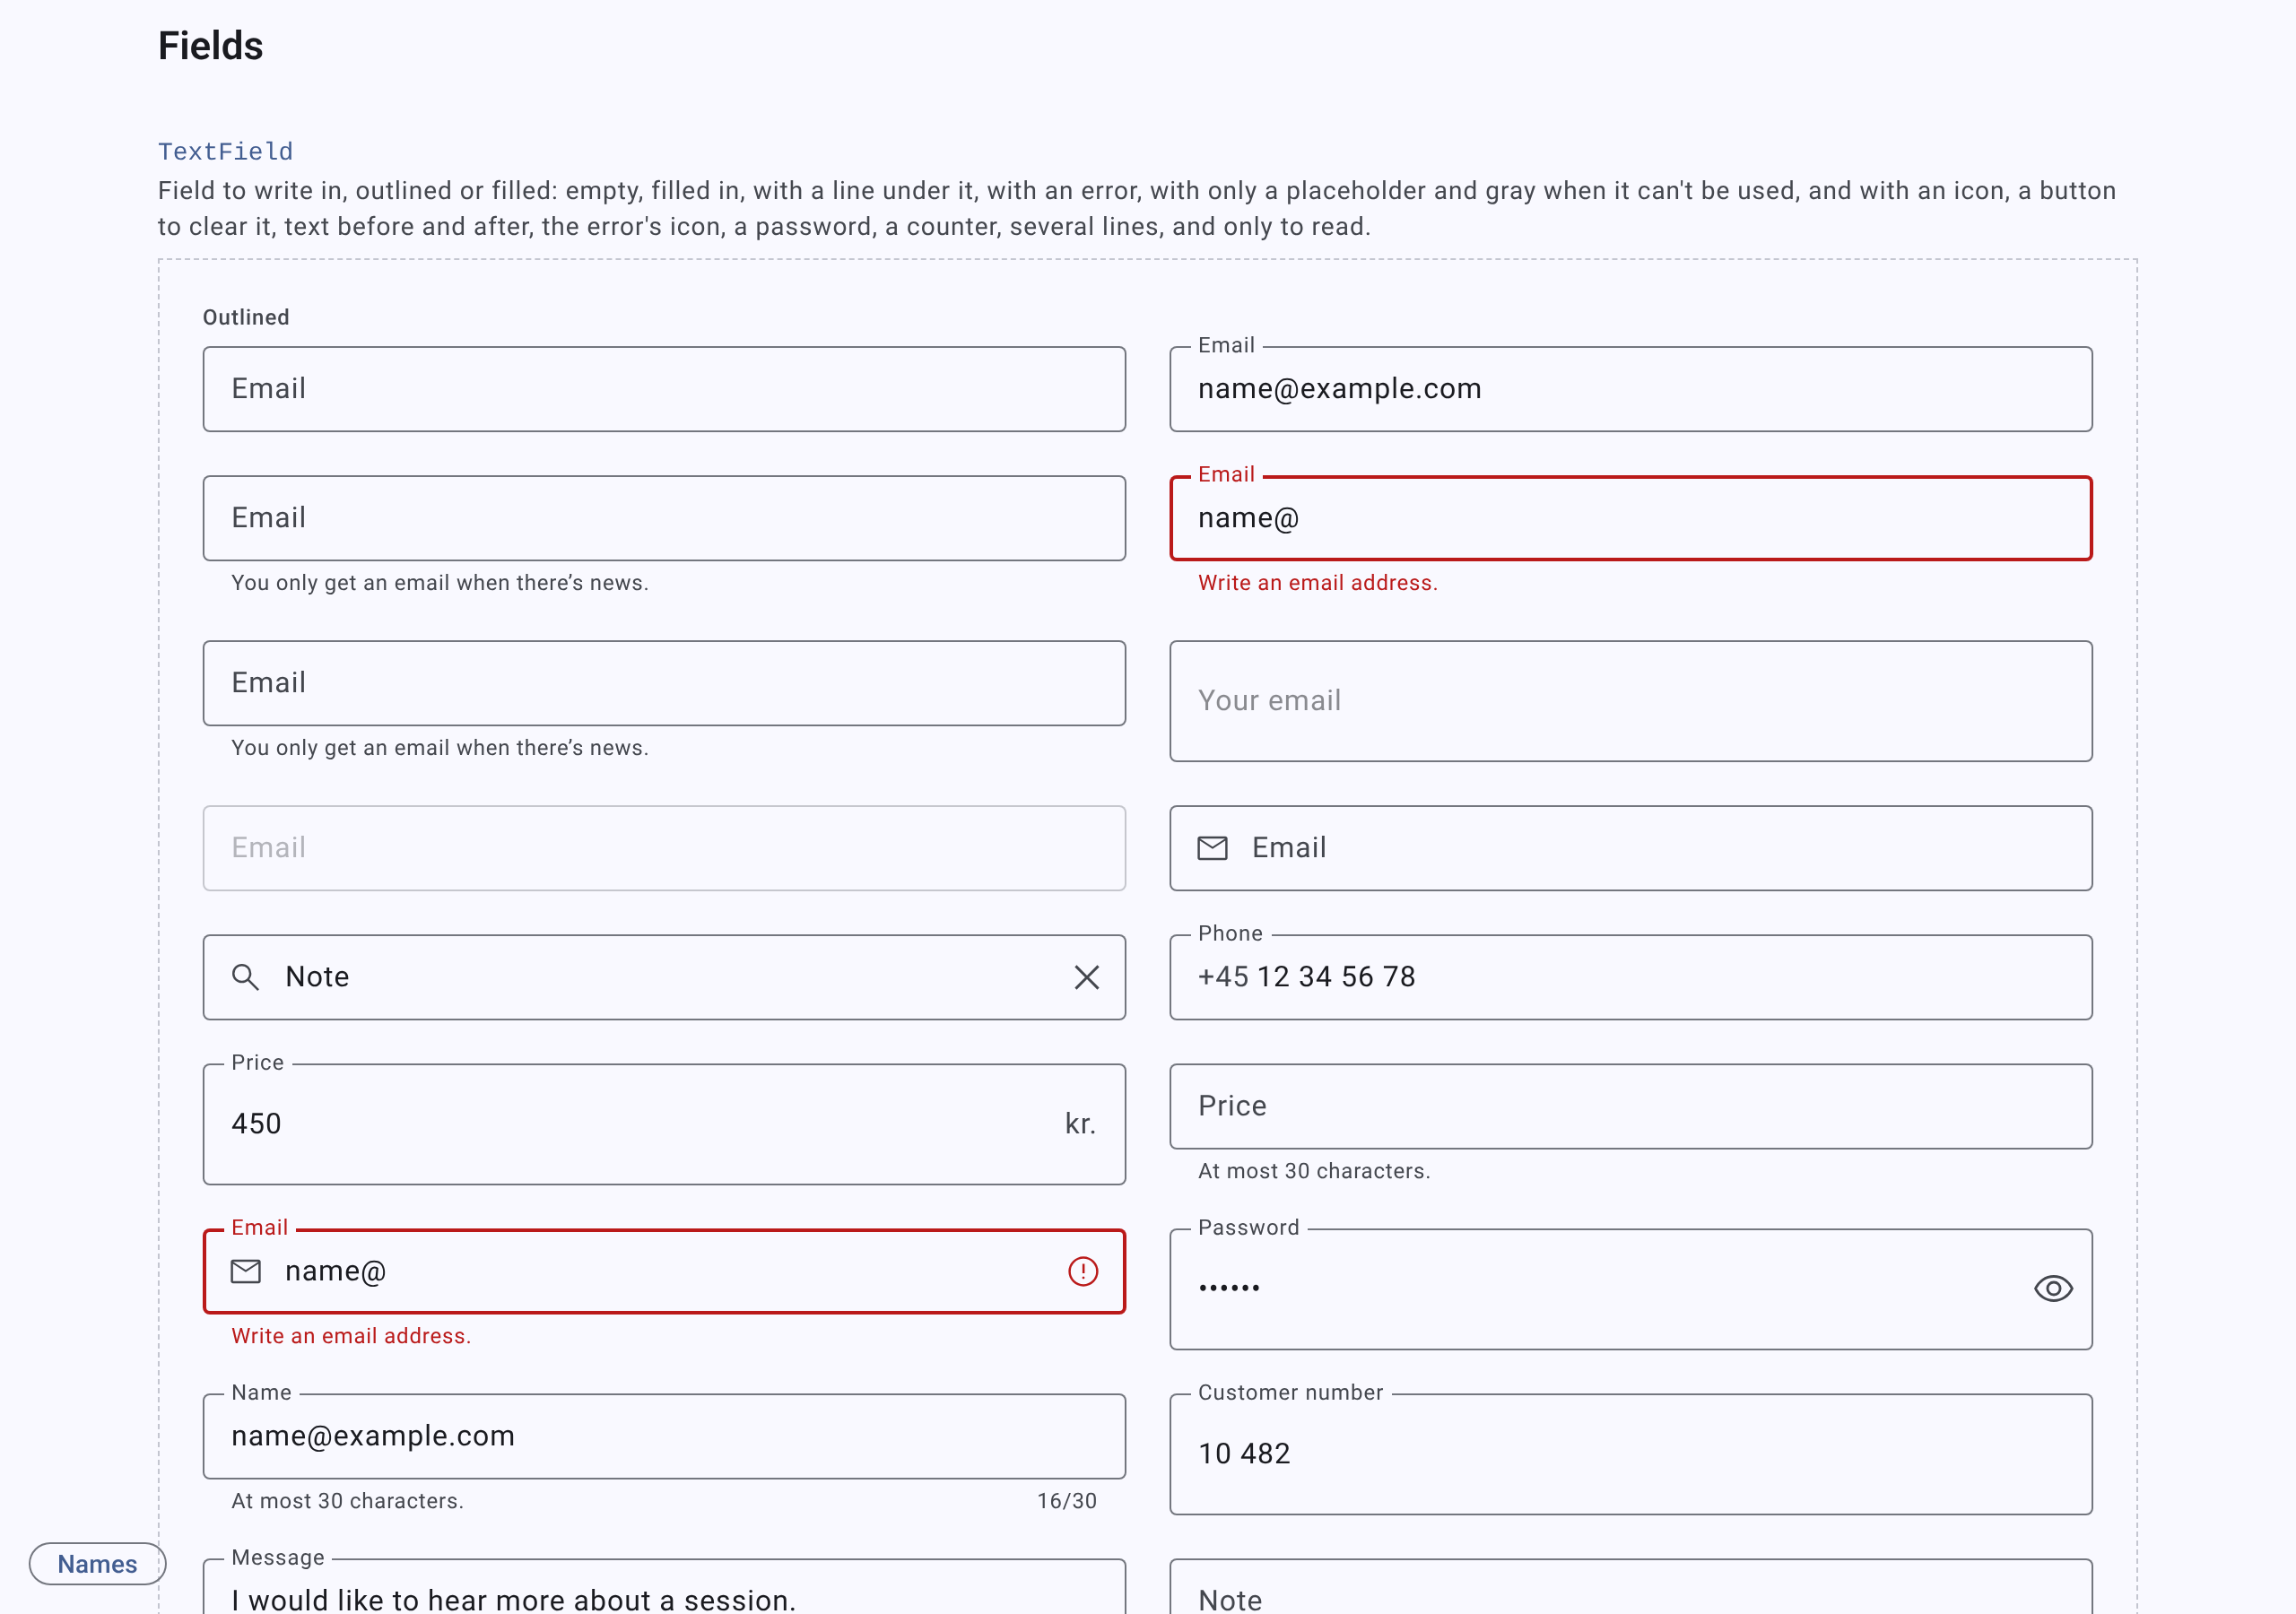 Fields
TextField
Field to write in, outlined or filled: empty, filled in, with a line under it, with an error, with only a placeholder and gray when it can't be used, and with an icon, a button
to clear it, text before and after, the error's icon, a password, a counter, several lines, and only to read.
Outlined
Email
Email
name@example.com
Email
You only get an email when there’s news.
Email
name@
Write an email address.
Email
You only get an email when there’s news.
Your email
Email
Email
Note
Phone
+45 12 34 56 78
Price
450 kr.
Price
At most 30 characters.
Email
name@
Write an email address.
Password
••••••
Name
name@example.com
At most 30 characters. 16/30
Customer number
10 482
Names
Message
I would like to hear more about a session.
Note